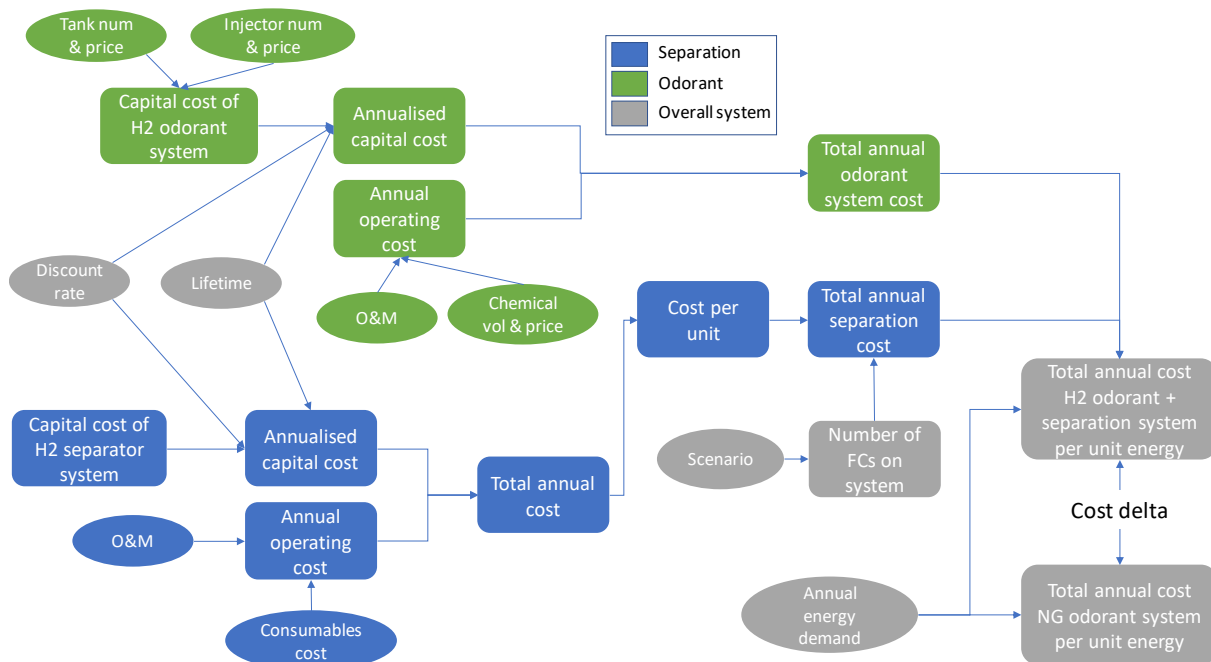 Tank num
& price
Injector num
& price
Separation
Odorant
Overall system
Capital cost of
H2 odorant
system
Annualised
capital cost
Total annual
odorant
system cost
Annual
operating
cost
Discount
rate
Lifetime
O&M
Chemical
vol & price
Cost per
unit
Total annual
separation
cost
Total annual cost
H2 odorant +
separation system
per unit energy
Capital cost of
H2 separator
system
Annualised
capital cost
Scenario
Number of
FCs on
system
Total annual
cost
Cost delta
O&M
Annual
operating
cost
Annual
energy
demand
Total annual cost
NG odorant system
per unit energy
Consumables
cost